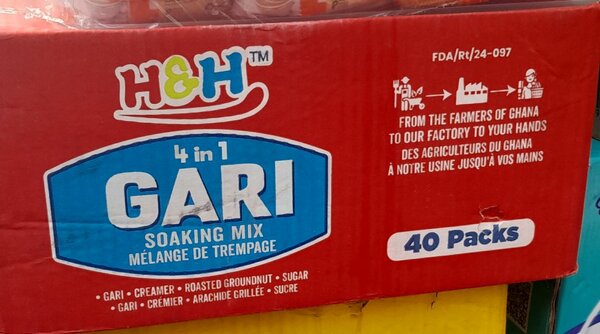 H&H™
4 in 1
GARI
SOAKING MIX
MÉLANGE DE TREMPAGE
• GARI • CREAMER • ROASTED GROUNDNUT • SUGAR
• GARI • CRÉMIER • ARACHIDE GRILLÉE • SUCRE
FDA/Rt/24-097
FROM THE FARMERS OF GHANA
TO OUR FACTORY TO YOUR HANDS
DES AGRICULTEURS DU GHANA
À NOTRE USINE JUSQU'À VOS MAINS
40 Packs